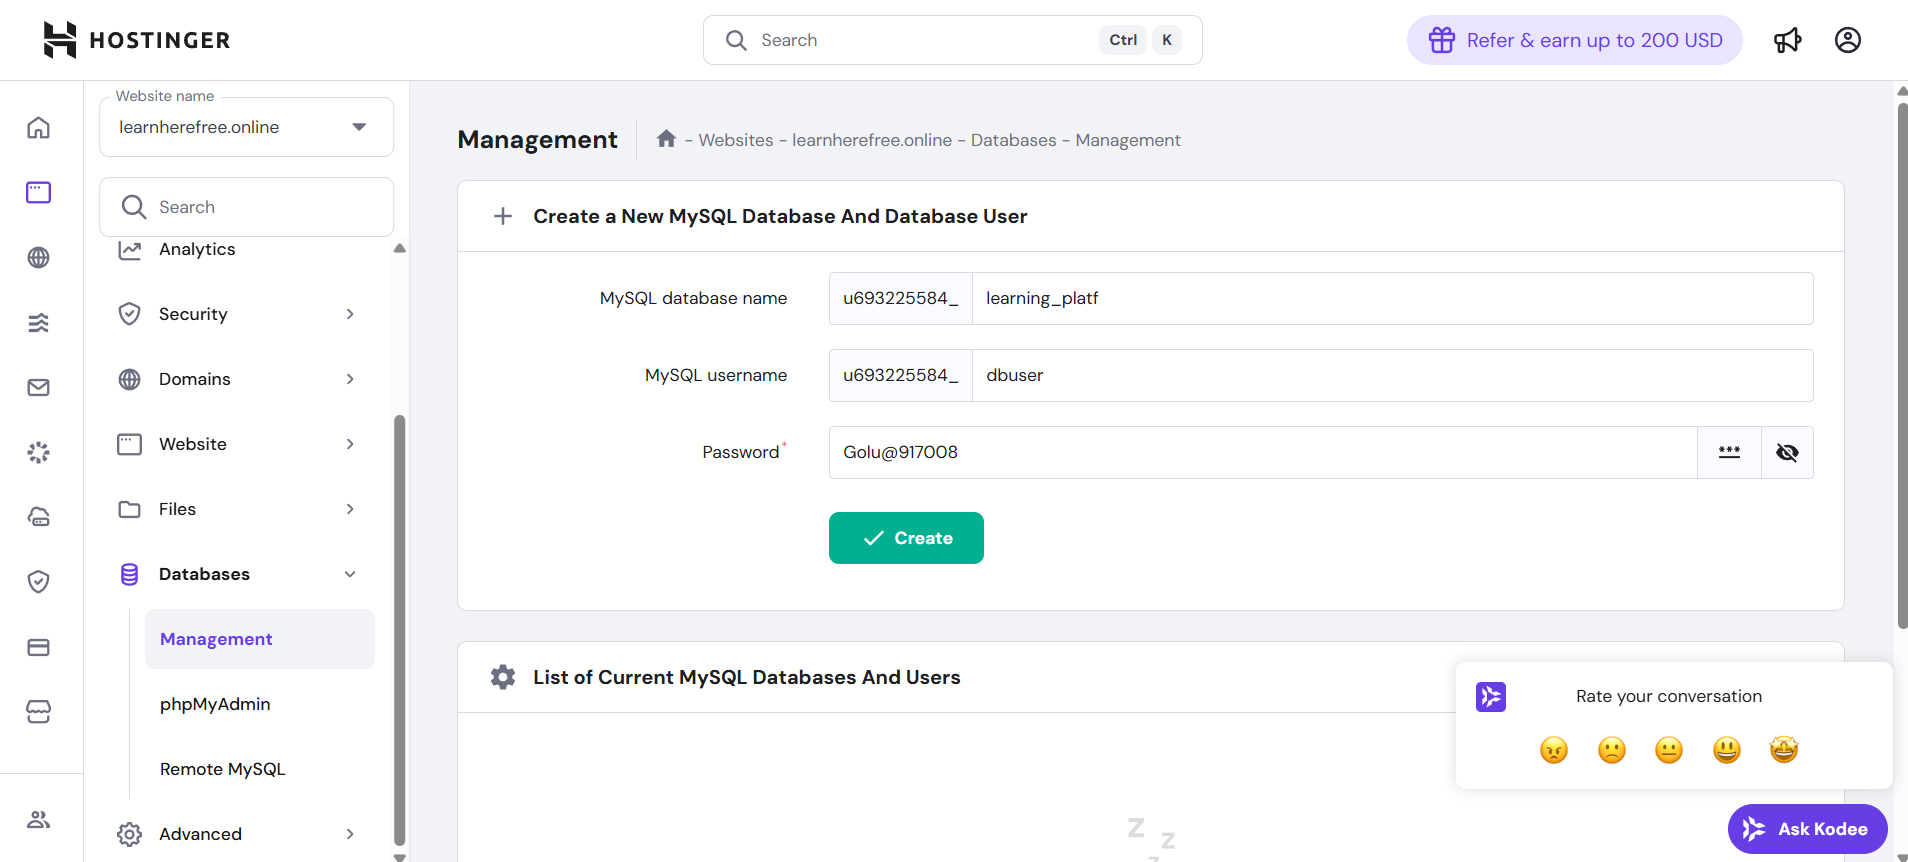 HOSTINGER
Search
Ctrl
K
Refer & earn up to 200 USD
Website name
learnherefree.online
Search
Analytics
Security
Domains
Website
Files
Databases
Management
phpMyAdmin
Remote MySQL
Advanced
Management
- Websites - learnherefree.online - Databases - Management
Create a New MySQL Database And Database User
MySQL database name
u693225584_
learning_platf
MySQL username
u693225584_
dbuser
Password*
Golu@917008
***
Create
List of Current MySQL Databases And Users
Rate your conversation
z
z
z
Ask Kodee